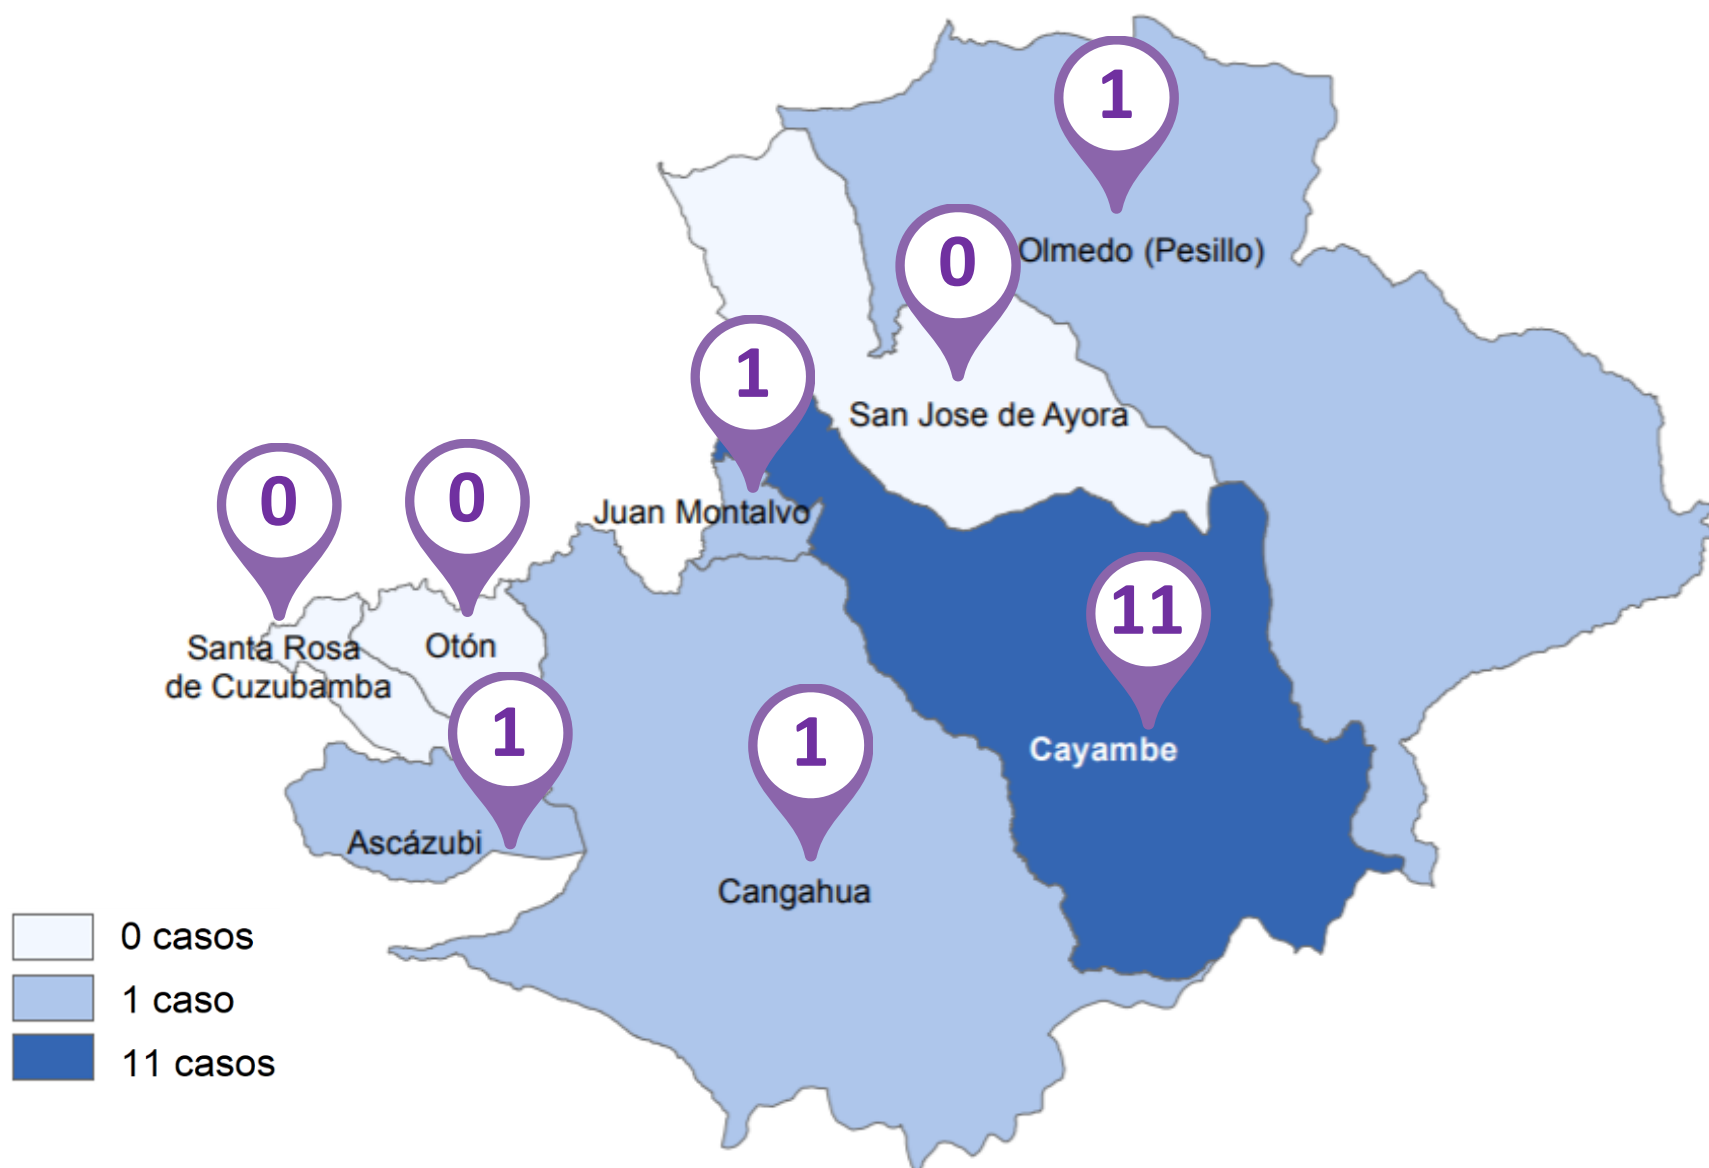 1
Olmedo (Pesillo)
0
San Jose de Ayora
1
Juan Montalvo
0
0
Santa Rosa
de Cuzubamba
Otón
11
Cayambe
1
Ascázubi
1
Cangahua
0 casos
1 caso
11 casos